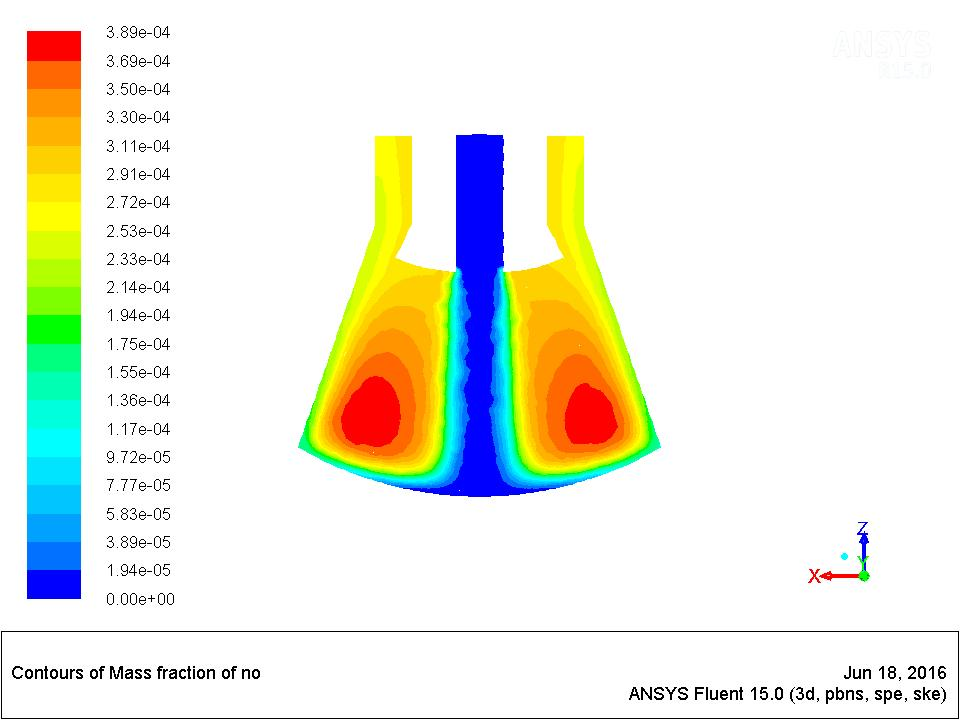 3.89e-04
3.69e-04
3.50e-04
3.30e-04
3.11e-04
2.91e-04
2.72e-04
2.53e-04
2.33e-04
2.14e-04
1.94e-04
1.75e-04
1.55e-04
1.36e-04
1.17e-04
9.72e-05
7.77e-05
5.83e-05
3.89e-05
1.94e-05
0.00e+00
ANSYS
R15.0
Z
Y
X
Contours of Mass fraction of no
Jun 18, 2016
ANSYS Fluent 15.0 (3d, pbns, spe, ske)